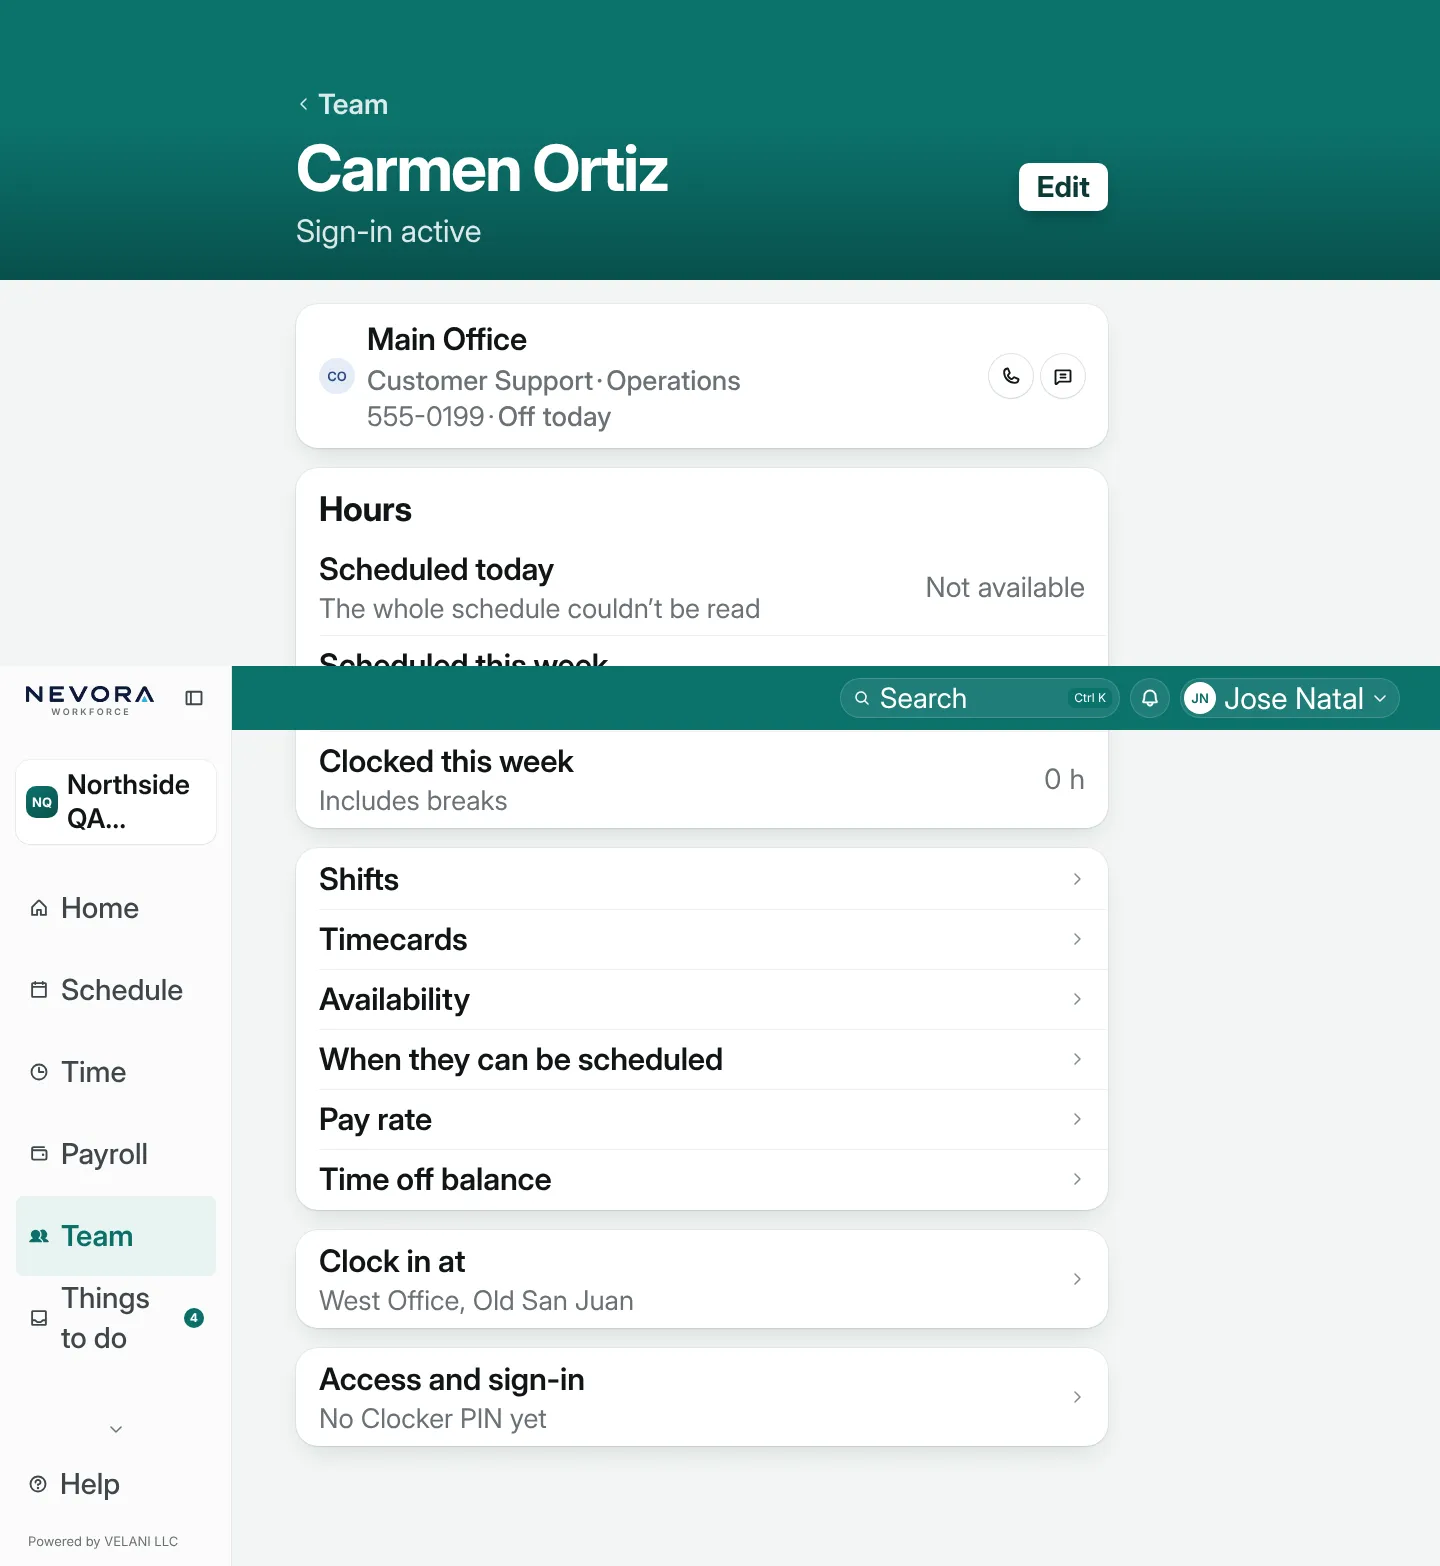 Team
Carmen Ortiz
Edit
Sign-in active
CO
Main Office
Customer Support · Operations
555-0199 · Off today
Hours
Scheduled today
The whole schedule couldn’t be read
Not available
Scheduled this week
NEVORA
WORKFORCE
Search
Ctrl K
JN
Jose Natal
NQ
Northside
QA...
Home
Schedule
Time
Payroll
Team
Things
to do
4
Help
Powered by VELANI LLC
Clocked this week
Includes breaks
0 h
Shifts
Timecards
Availability
When they can be scheduled
Pay rate
Time off balance
Clock in at
West Office, Old San Juan
Access and sign-in
No Clocker PIN yet